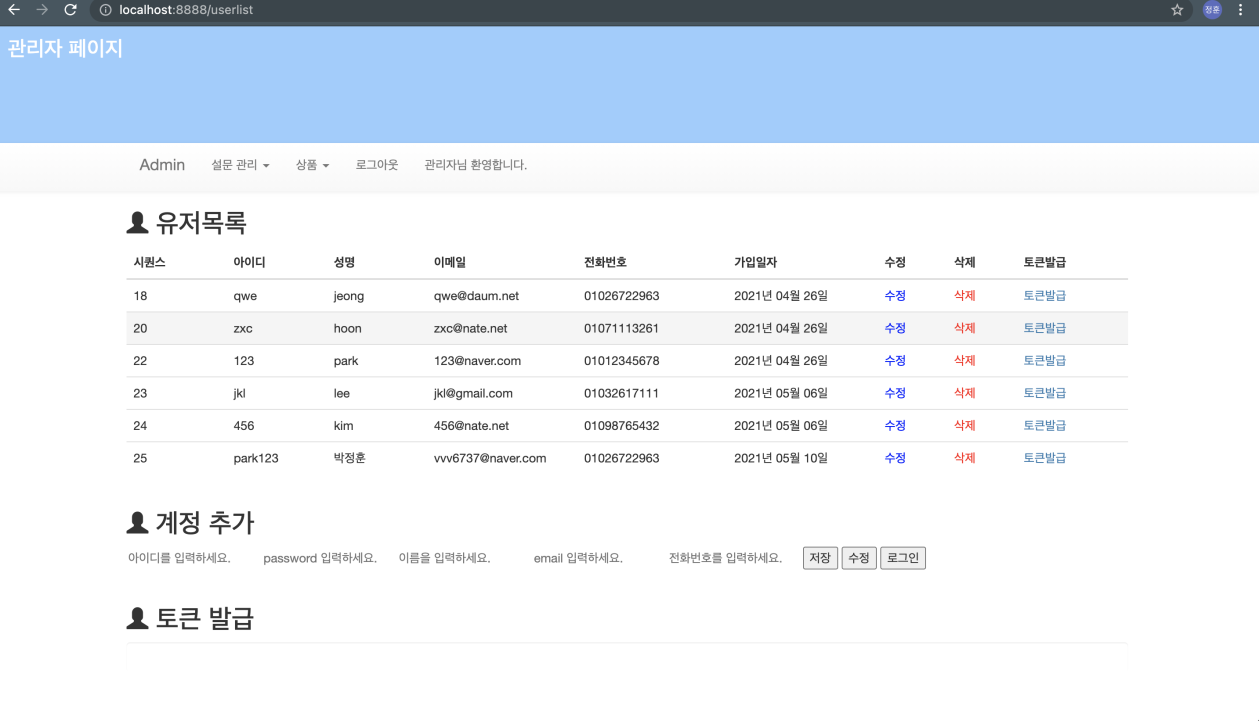 localhost:8888/userlist
정훈
관리자 페이지
Admin 설문 관리 상품 로그아웃 관리자님 환영합니다.
유저목록
시퀀스 아이디 성명 이메일 전화번호 가입일자 수정 삭제 토큰발급
18 qwe jeong qwe@daum.net 01026722963 2021년 04월 26일 수정 삭제 토큰발급
20 zxc hoon zxc@nate.net 01071113261 2021년 04월 26일 수정 삭제 토큰발급
22 123 park 123@naver.com 01012345678 2021년 04월 26일 수정 삭제 토큰발급
23 jkl lee jkl@gmail.com 01032617111 2021년 05월 06일 수정 삭제 토큰발급
24 456 kim 456@nate.net 01098765432 2021년 05월 06일 수정 삭제 토큰발급
25 park123 박정훈 vvv6737@naver.com 01026722963 2021년 05월 10일 수정 삭제 토큰발급
계정 추가
아이디를 입력하세요. password 입력하세요. 이름을 입력하세요. email 입력하세요. 전화번호를 입력하세요. 저장 수정 로그인
토큰 발급